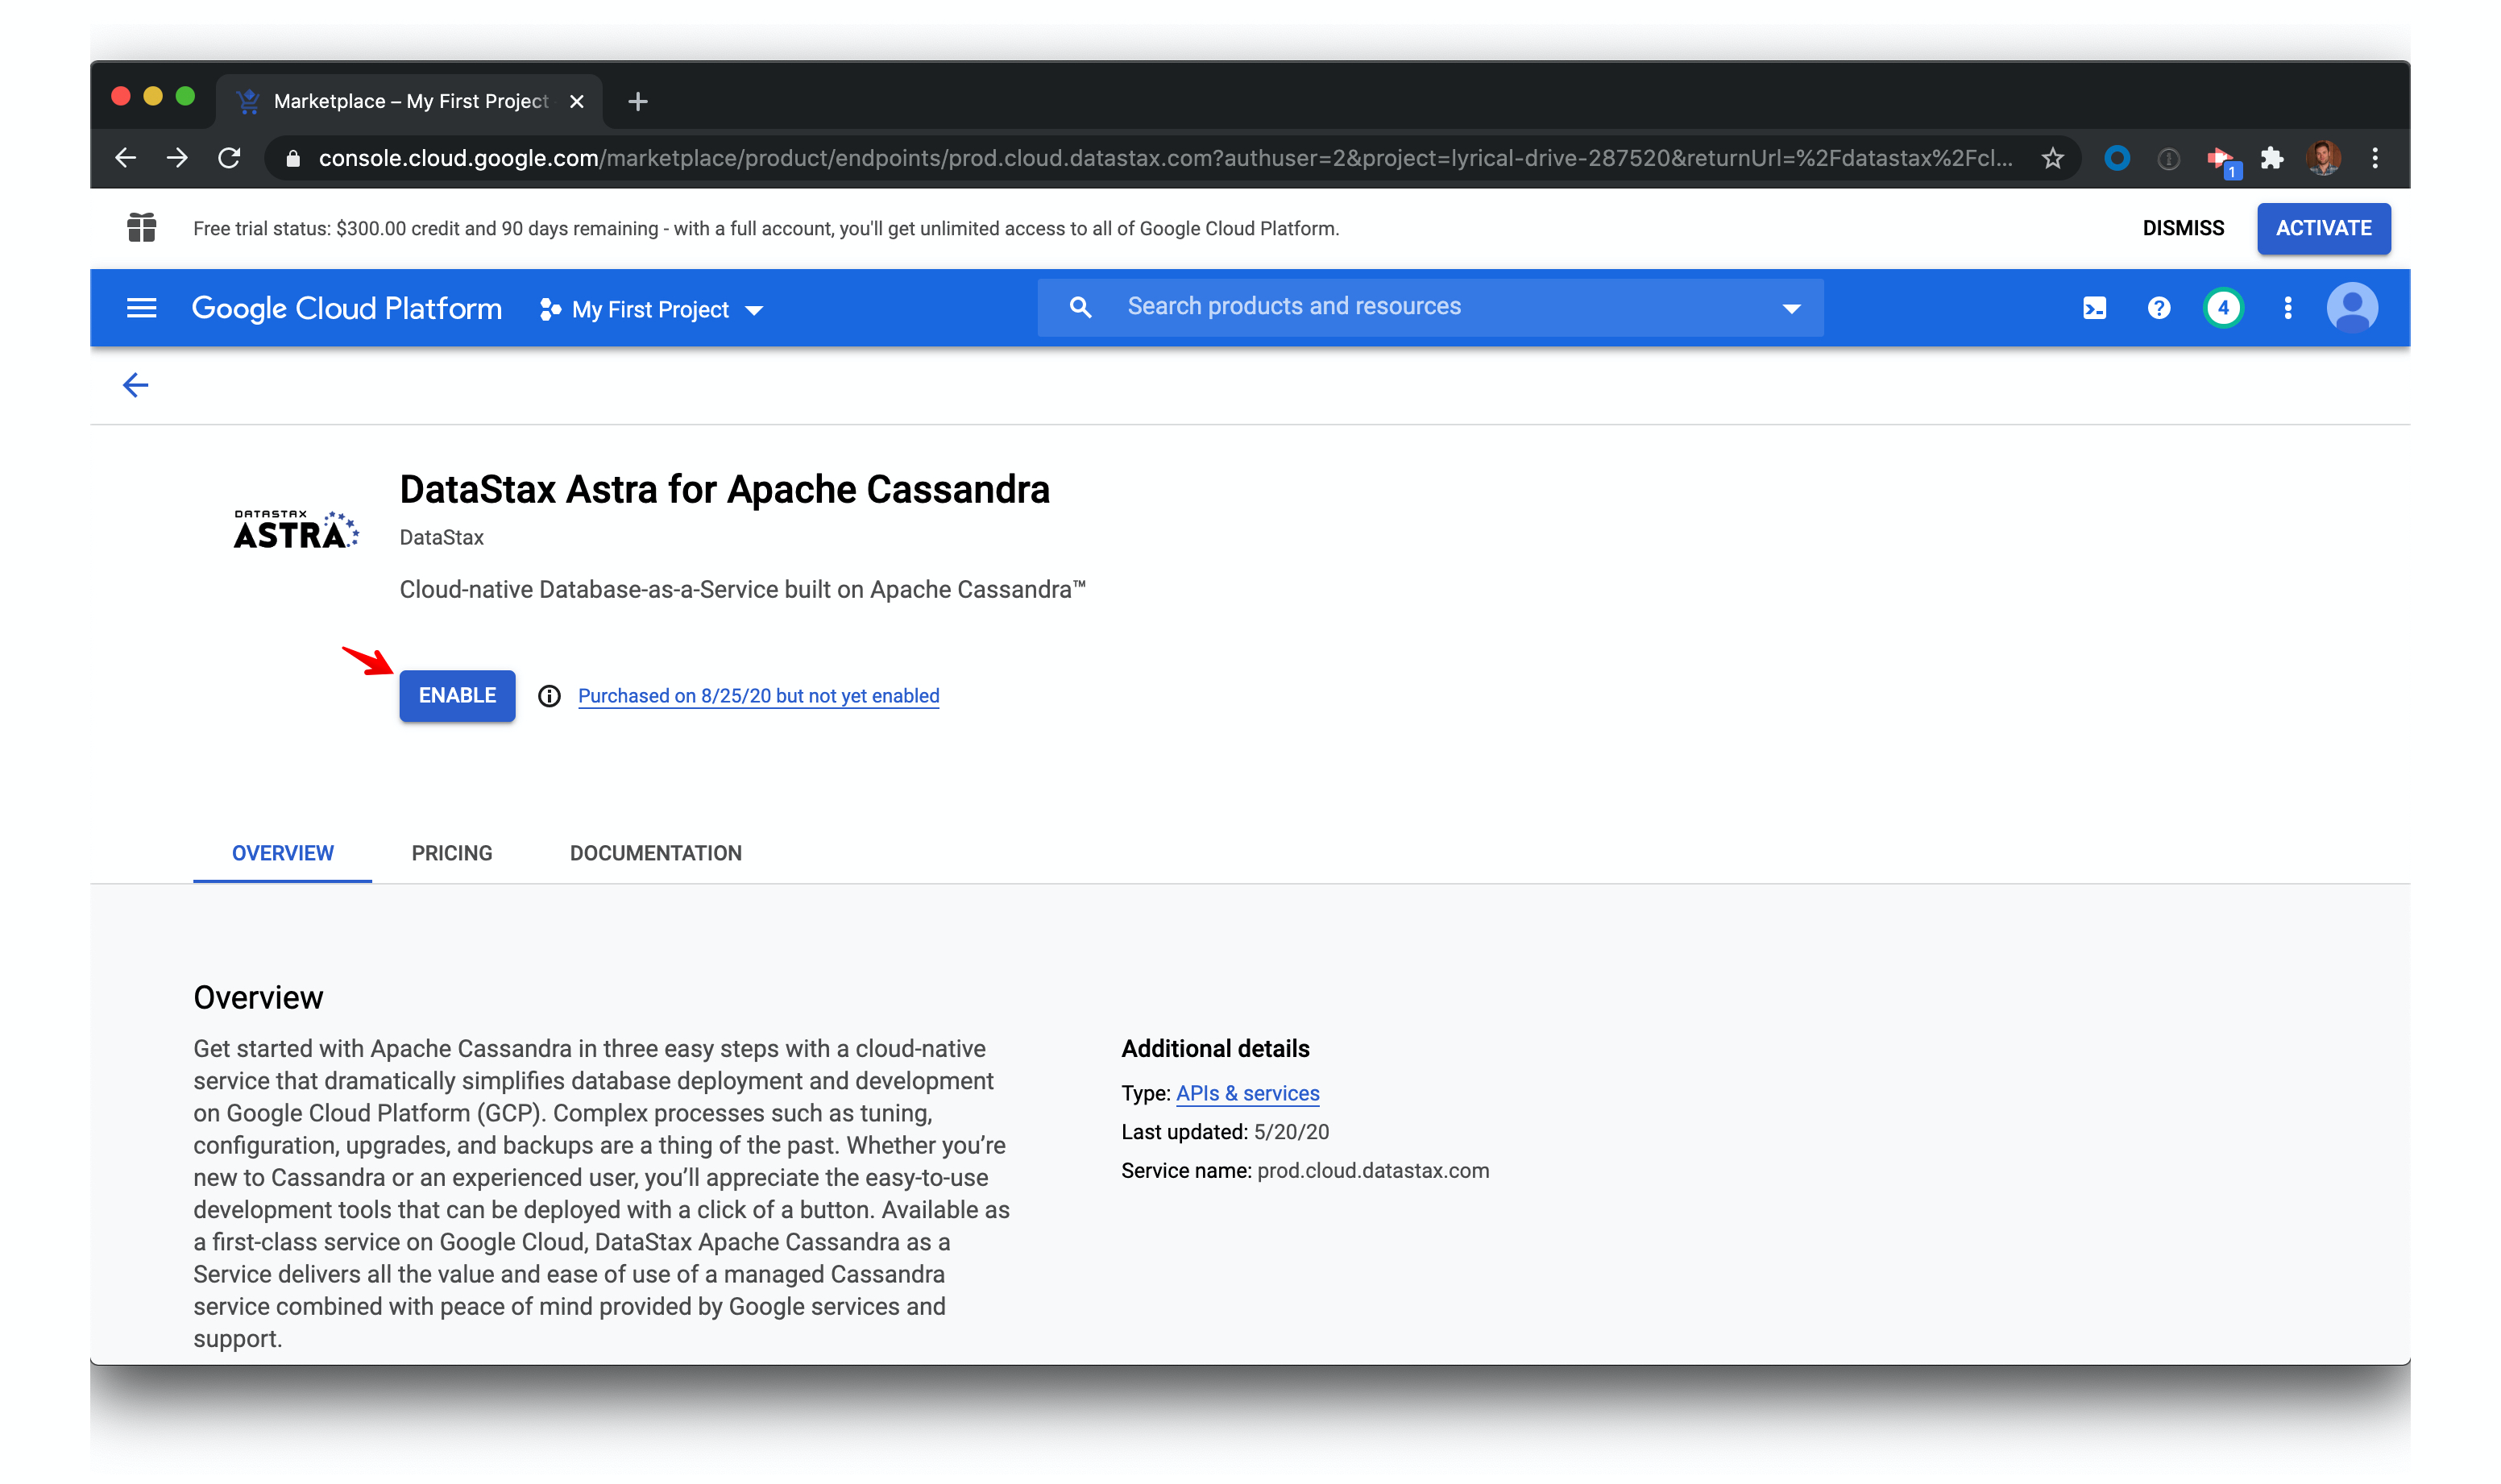 Marketplace – My First Project
console.cloud.google.com/marketplace/product/endpoints/prod.cloud.datastax.com?authuser=2&project=lyrical-drive-287520&returnUrl=%2Fdatastax%2Fcl...
1
Free trial status: $300.00 credit and 90 days remaining - with a full account, you'll get unlimited access to all of Google Cloud Platform.
DISMISS
ACTIVATE
Google Cloud Platform
My First Project
Search products and resources
4
DataStax Astra for Apache Cassandra
DATASTAX
ASTRA
DataStax
Cloud-native Database-as-a-Service built on Apache Cassandra™
ENABLE
Purchased on 8/25/20 but not yet enabled
OVERVIEW
PRICING
DOCUMENTATION
Overview
Get started with Apache Cassandra in three easy steps with a cloud-native
service that dramatically simplifies database deployment and development
on Google Cloud Platform (GCP). Complex processes such as tuning,
configuration, upgrades, and backups are a thing of the past. Whether you’re
new to Cassandra or an experienced user, you’ll appreciate the easy-to-use
development tools that can be deployed with a click of a button. Available as
a first-class service on Google Cloud, DataStax Apache Cassandra as a
Service delivers all the value and ease of use of a managed Cassandra
service combined with peace of mind provided by Google services and
support.
Additional details
Type: APIs & services
Last updated: 5/20/20
Service name: prod.cloud.datastax.com